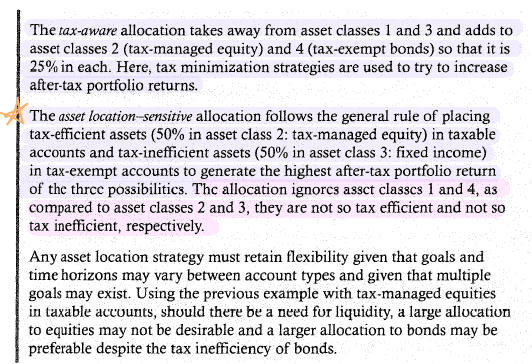 The tax-aware allocation takes away from asset classes 1 and 3 and adds to
asset classes 2 (tax-managed equity) and 4 (tax-exempt bonds) so that it is
25% in each. Here, tax minimization strategies are used to try to increase
after-tax portfolio returns.
The asset location–sensitive allocation follows the general rule of placing
tax-efficient assets (50% in asset class 2: tax-managed equity) in taxable
accounts and tax-inefficient assets (50% in asset class 3: fixed income)
in tax-exempt accounts to generate the highest after-tax portfolio return
of the three possibilities. The allocation ignores asset classes 1 and 4, as
compared to asset classes 2 and 3, they are not so tax efficient and not so
tax inefficient, respectively.
Any asset location strategy must retain flexibility given that goals and
time horizons may vary between account types and given that multiple
goals may exist. Using the previous example with tax-managed equities
in taxable accounts, should there be a need for liquidity, a large allocation
to equities may not be desirable and a larger allocation to bonds may be
preferable despite the tax inefficiency of bonds.